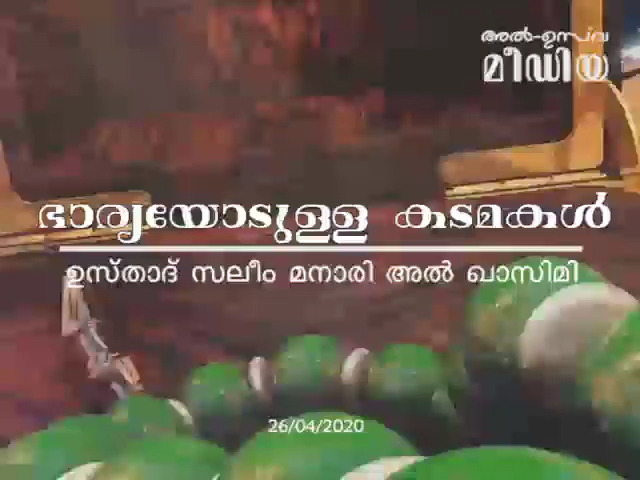 അൽ-ഉസ്‌വ
മീഡിയ
ഭാര്യയോടുള്ള കടമകൾ
ഉസ്താദ് സലീം മനാരി അൽ ഖാസിമി
26/04/2020